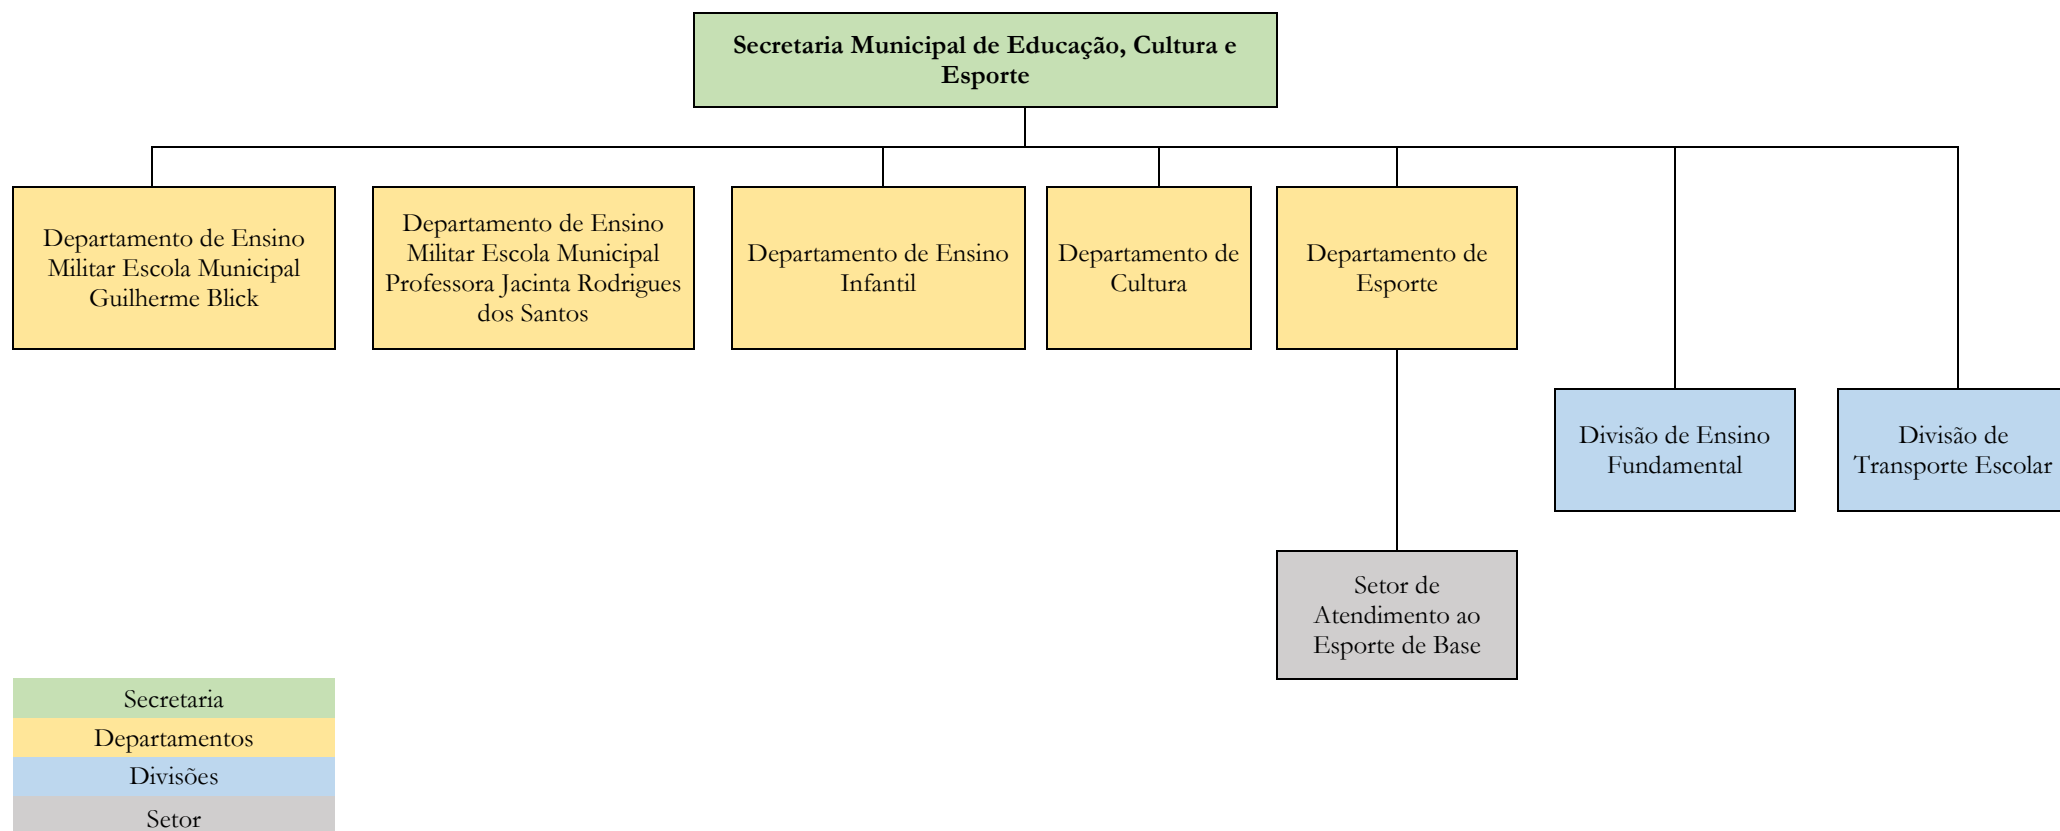 Secretaria Municipal de Educação, Cultura e
Esporte
Departamento de Ensino
Militar Escola Municipal
Guilherme Blick
Departamento de Ensino
Militar Escola Municipal
Professora Jacinta Rodrigues
dos Santos
Departamento de Ensino
Infantil
Departamento de
Cultura
Departamento de
Esporte
Divisão de Ensino
Fundamental
Divisão de
Transporte Escolar
Setor de
Atendimento ao
Esporte de Base
Secretaria
Departamentos
Divisões
Setor